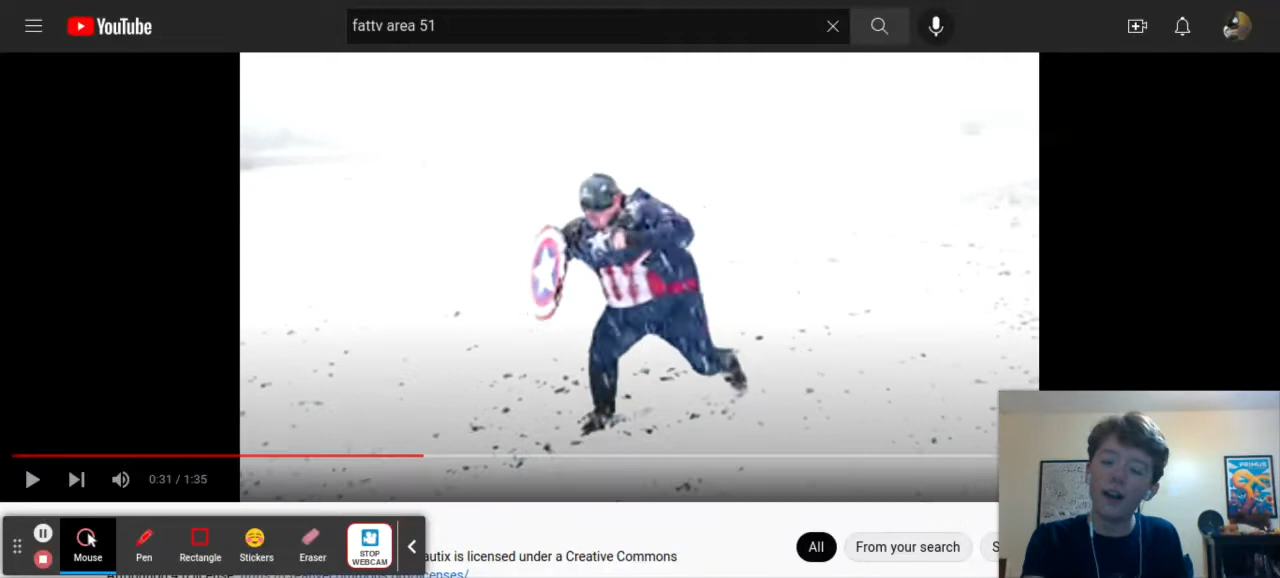 YouTube
fattv area 51
0:31 / 1:35
Mouse
Pen
Rectangle
Stickers
Eraser
STOP
WEBCAM
autix is licensed under a Creative Commons
All
From your search
S
PRIMUS